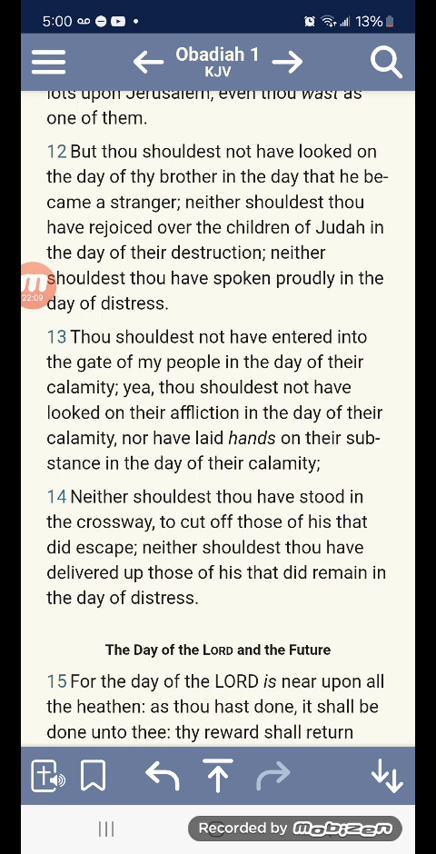 5:00 13%
Obadiah 1
KJV
lots upon Jerusalem, even thou wast as
one of them.
12 But thou shouldest not have looked on
the day of thy brother in the day that he be-
came a stranger; neither shouldest thou
have rejoiced over the children of Judah in
the day of their destruction; neither
shouldest thou have spoken proudly in the
day of distress.
22:09
13 Thou shouldest not have entered into
the gate of my people in the day of their
calamity; yea, thou shouldest not have
looked on their affliction in the day of their
calamity, nor have laid hands on their sub-
stance in the day of their calamity;
14 Neither shouldest thou have stood in
the crossway, to cut off those of his that
did escape; neither shouldest thou have
delivered up those of his that did remain in
the day of distress.
The Day of the LORD and the Future
15 For the day of the LORD is near upon all
the heathen: as thou hast done, it shall be
done unto thee: thy reward shall return
Recorded by mobizen